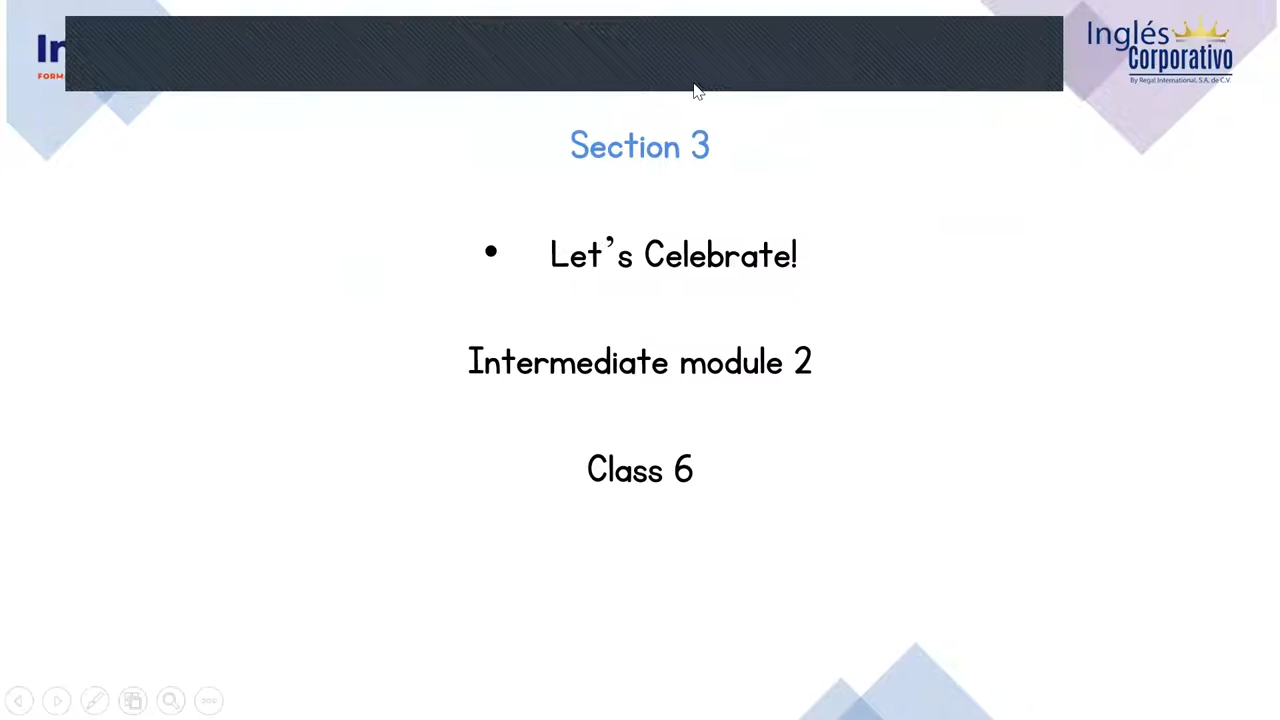 Inglés
Corporativo
By Regal International, S.A. de C.V.
Section 3
• Let’s Celebrate!
Intermediate module 2
Class 6